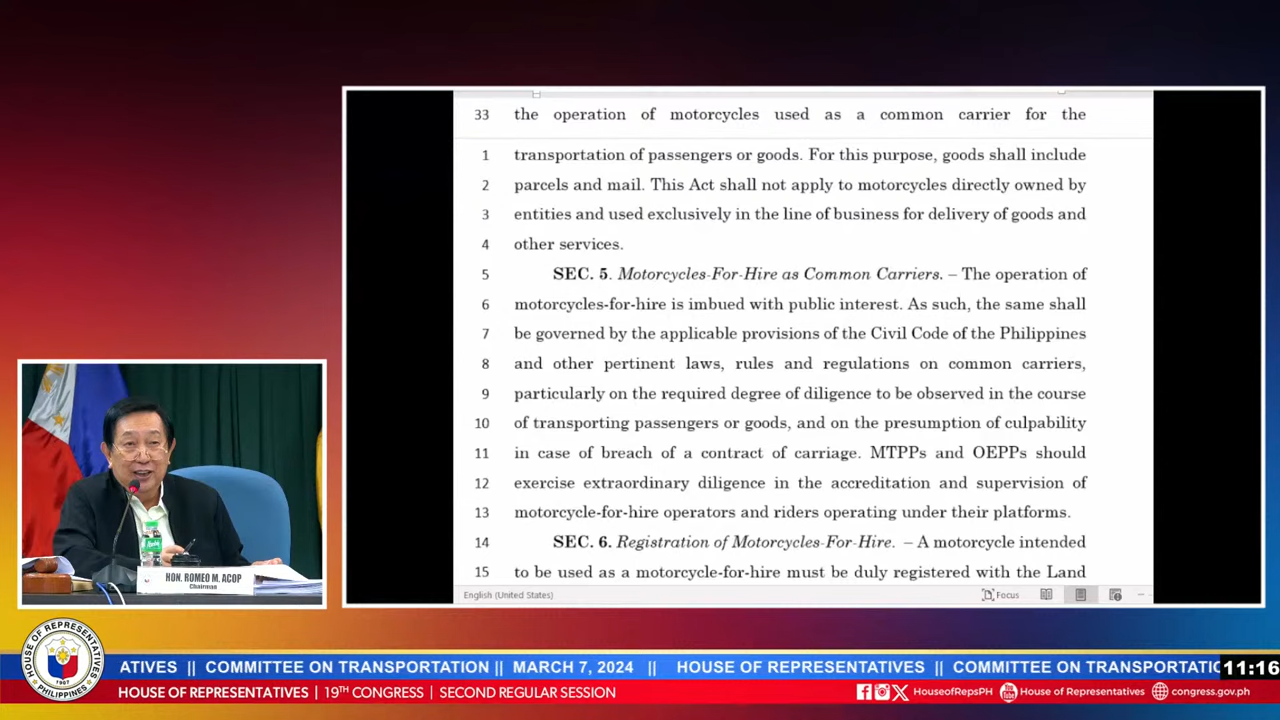 33 the operation of motorcycles used as a common carrier for the
1 transportation of passengers or goods. For this purpose, goods shall include
2 parcels and mail. This Act shall not apply to motorcycles directly owned by
3 entities and used exclusively in the line of business for delivery of goods and
4 other services.
5 SEC. 5. Motorcycles-For-Hire as Common Carriers. – The operation of
6 motorcycles-for-hire is imbued with public interest. As such, the same shall
7 be governed by the applicable provisions of the Civil Code of the Philippines
8 and other pertinent laws, rules and regulations on common carriers,
9 particularly on the required degree of diligence to be observed in the course
10 of transporting passengers or goods, and on the presumption of culpability
11 in case of breach of a contract of carriage. MTPPs and OEPPs should
12 exercise extraordinary diligence in the accreditation and supervision of
13 motorcycle-for-hire operators and riders operating under their platforms.
14 SEC. 6. Registration of Motorcycles-For-Hire. – A motorcycle intended
15 to be used as a motorcycle-for-hire must be duly registered with the Land
English (United States)
Focus
HON. ROMEO M. ACOP
Chairman
HOUSE OF REPRESENTATIVES
PHILIPPINES
1907
ATIVES || COMMITTEE ON TRANSPORTATION || MARCH 7, 2024 || HOUSE OF REPRESENTATIVES || COMMITTEE ON TRANSPORTATIO
11:16
HOUSE OF REPRESENTATIVES | 19TH CONGRESS | SECOND REGULAR SESSION
HouseofRepsPH
House of Representatives
congress.gov.ph